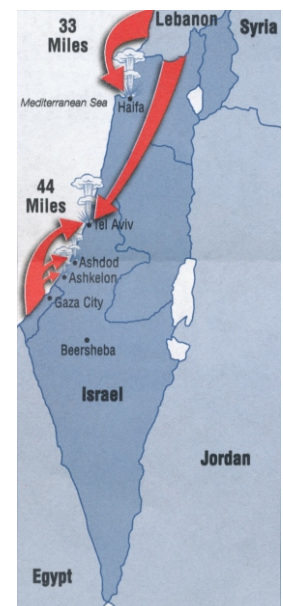 33
Miles
Lebanon
Syria
Mediterranean Sea
Haifa
44
Miles
Tel Aviv
Ashdod
Ashkelon
Gaza City
Beersheba
Israel
Jordan
Egypt